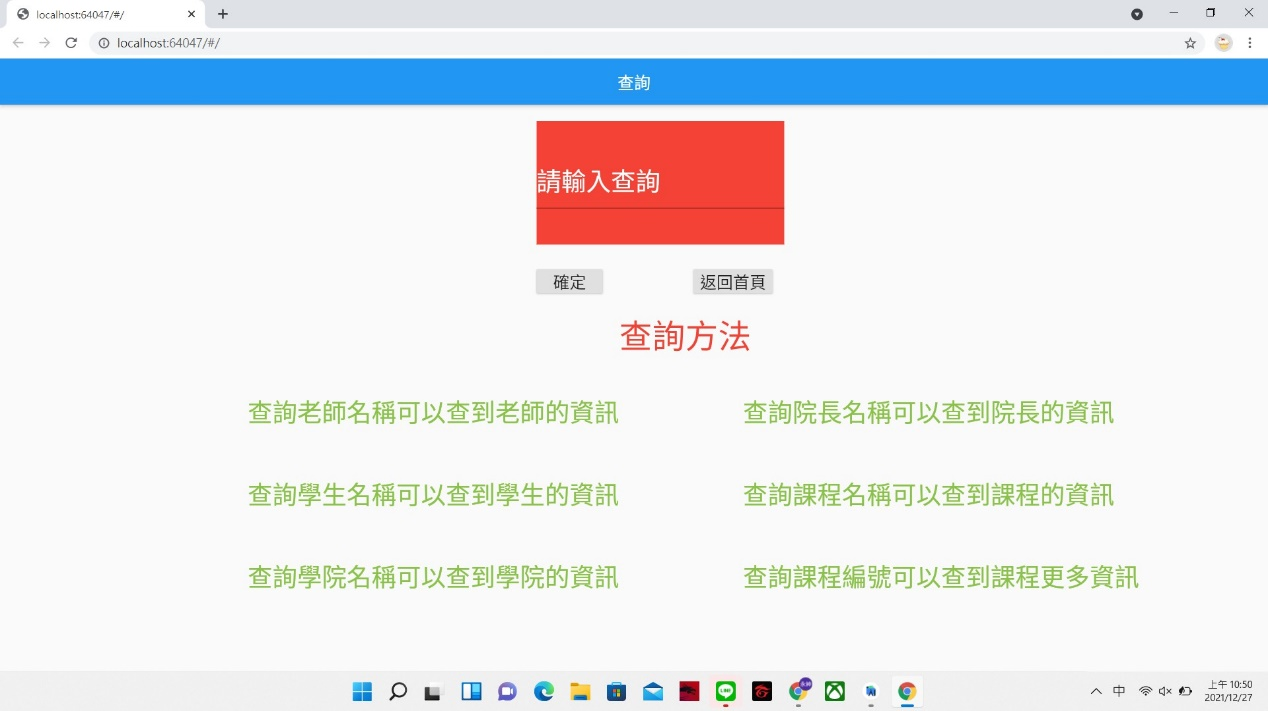 localhost:64047/#/
localhost:64047/#/
查詢
請輸入查詢
確定
返回首頁
查詢方法
查詢老師名稱可以查到老師的資訊
查詢院長名稱可以查到院長的資訊
查詢學生名稱可以查到學生的資訊
查詢課程名稱可以查到課程的資訊
查詢學院名稱可以查到學院的資訊
查詢課程編號可以查到課程更多資訊
中
上午 10:50
2021/12/27